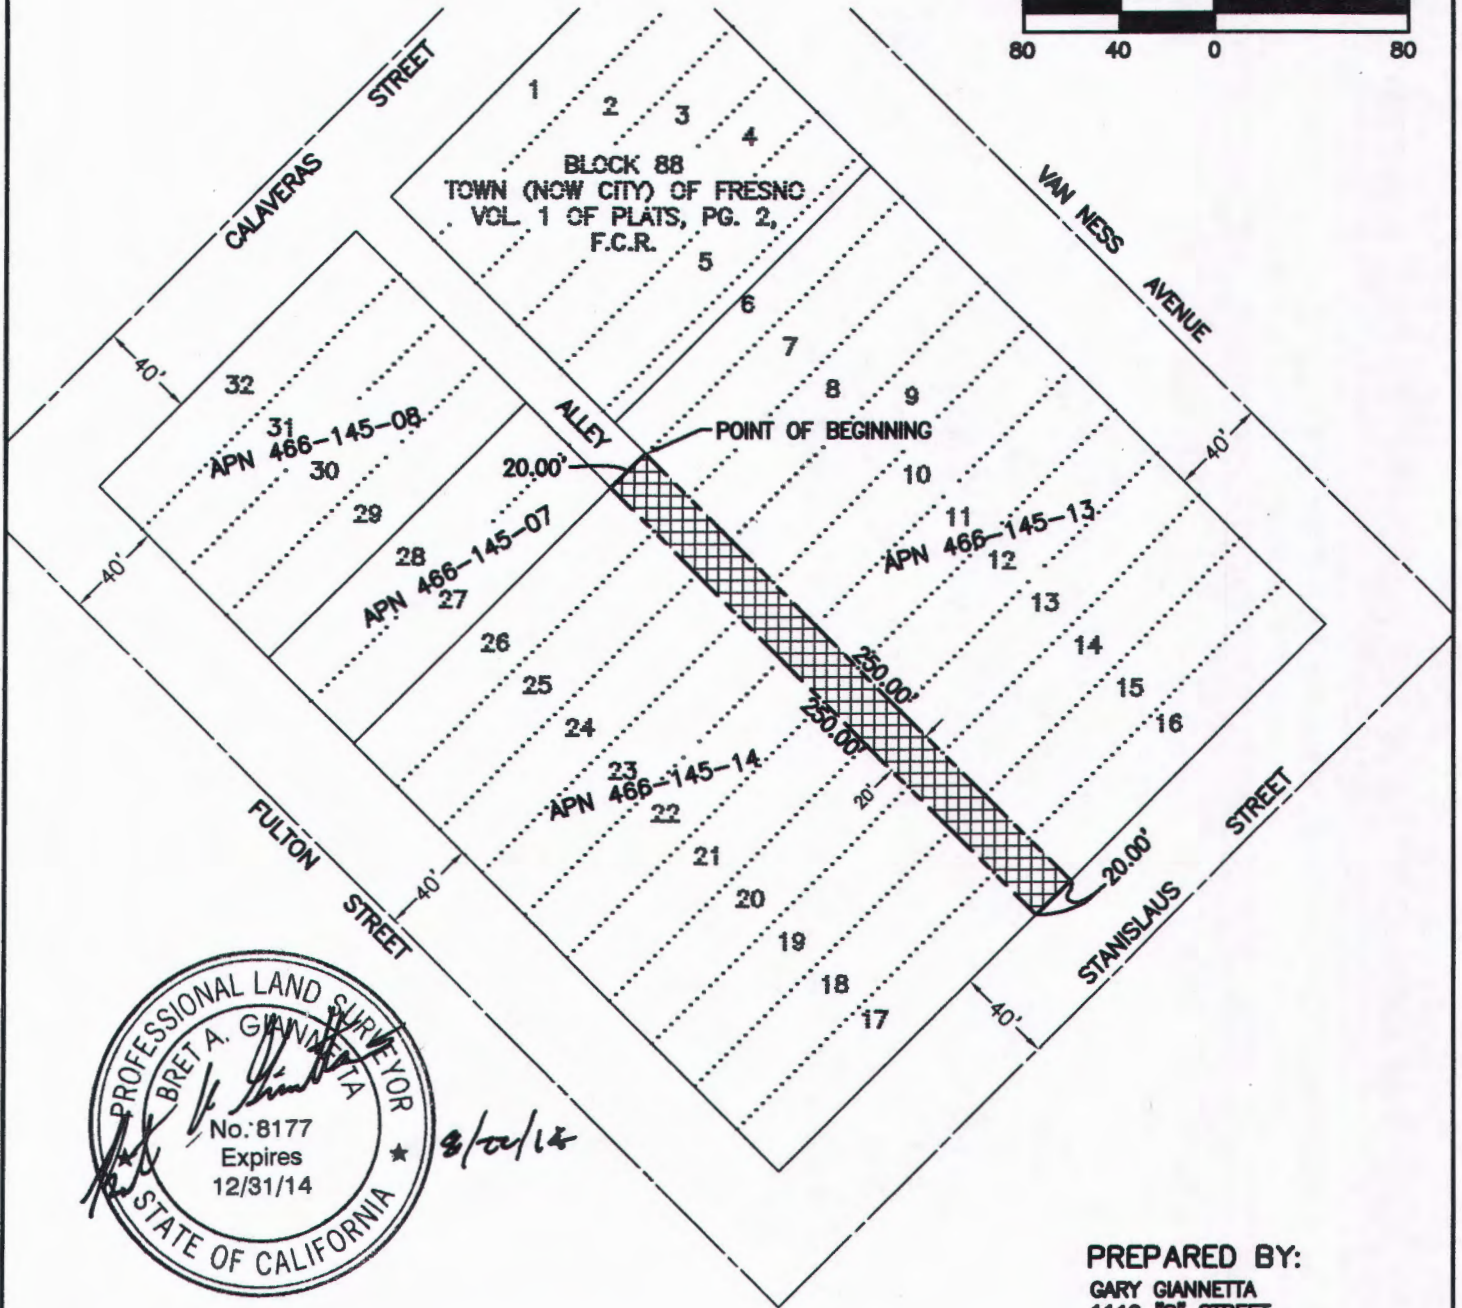 80 40 0 80
CALAVERAS STREET
1
2
3
4
BLOCK 88
TOWN (NOW CITY) OF FRESNO
VOL. 1 OF PLATS, PG. 2,
F.C.R.
5
6
7
8
9
10
11
APN 466-145-13
12
13
14
15
16
VAN NESS AVENUE
40'
40'
32
31
APN 466-145-08
30
29
28
APN 466-145-07
27
26
25
24
23
APN 466-145-14
22
21
20
19
18
17
ALLEY
POINT OF BEGINNING
20.00'
250.00'
250.00'
20'
20.00'
40'
FULTON STREET
40'
STANISLAUS STREET
40'
PROFESSIONAL LAND SURVEYOR
BRET A. GIANNETTA
No. 8177
Expires
12/31/14
STATE OF CALIFORNIA
PREPARED BY:
GARY GIANNETTA
STREET